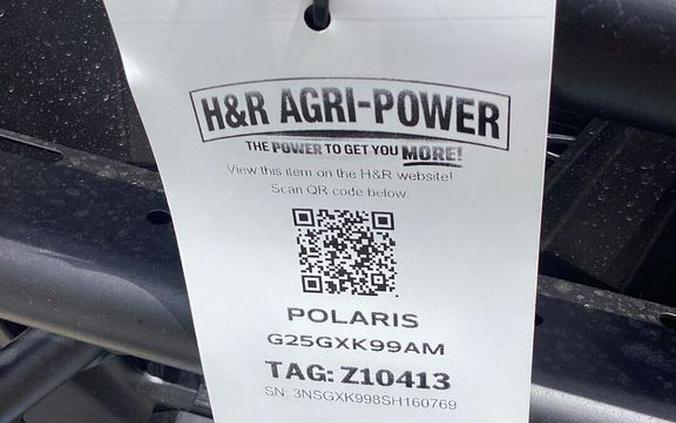 H&R AGRI-POWER
THE POWER TO GET YOU MORE!
View this item on the H&R website!
Scan QR code below.
POLARIS
G25GXK99AM
TAG: Z10413
SN: 3NSGXK998SH160769